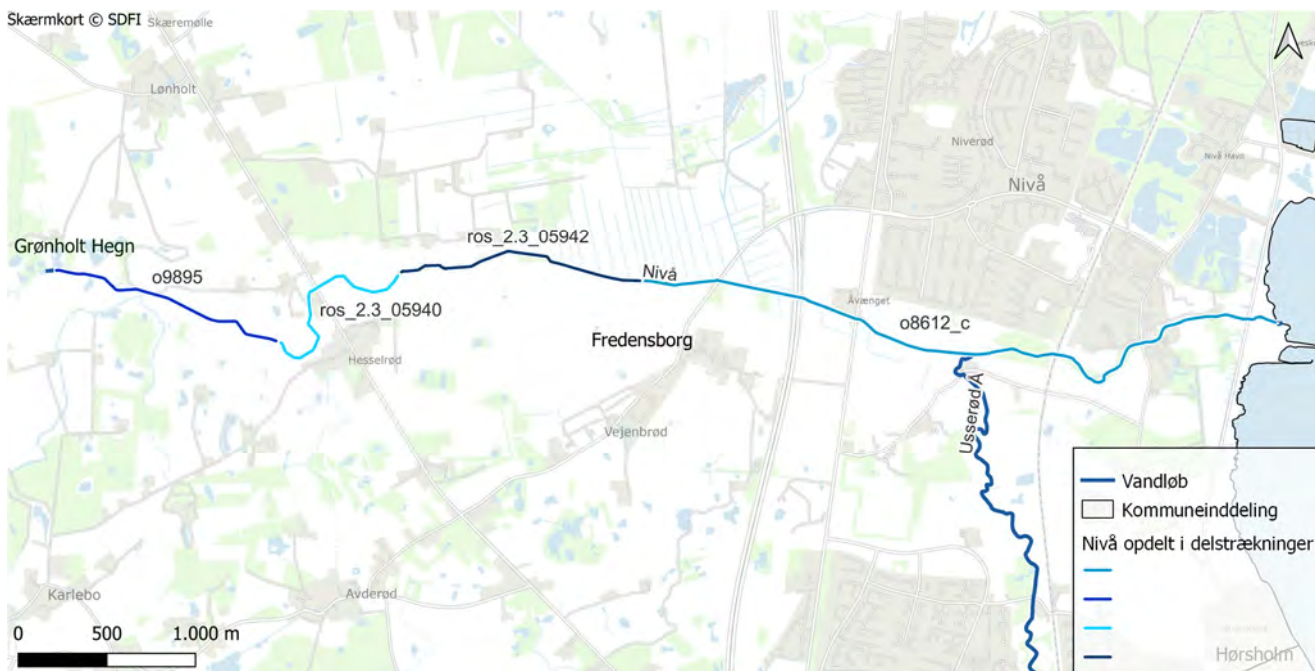 Skærmkort © SDFI
Skæremølle
Lønholt
Niverød
Nivå Havn
Nivå
Grønholt Hegn
ros_2.3_05942
o9895
Nivå
ros_2.3_05940
Åvænget
o8612_c
Fredensborg
Hesselrød
Usserød Å
Vejenbrød
Vandløb
Kommuneinddeling
Nivå opdelt i delstrækninger
Karlebo
Avderød
0 500 1.000 m
Hørsholm